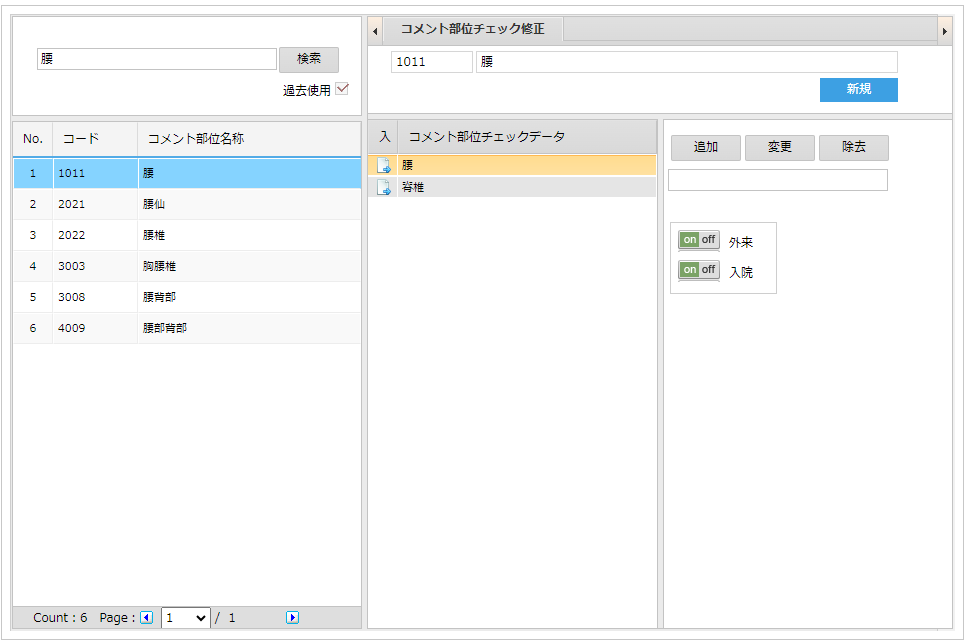 腰
検索
過去使用
No. コード コメント部位名称
1 1011 腰
2 2021 腰仙
3 2022 腰椎
4 3003 胸腰椎
5 3008 腰背部
6 4009 腰部背部
Count : 6 Page : 1 / 1
コメント部位チェック修正
1011 腰
新規
入 コメント部位チェックデータ
腰
脊椎
追加 変更 除去
on off 外来
on off 入院